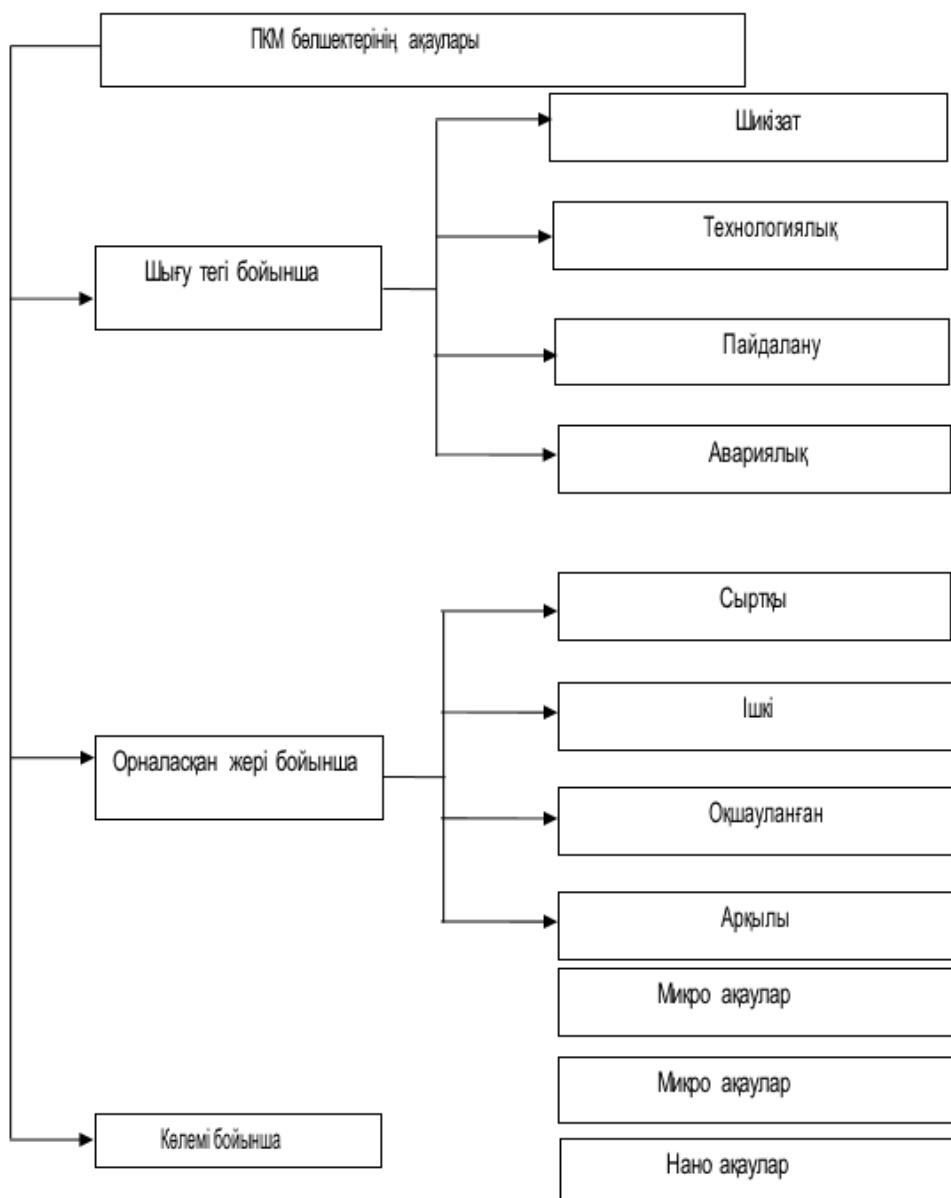 ПКМ бөлшектерінің ақаулары
Шикізат
Технологиялық
Шығу тегі бойынша
Пайдалану
Авариялық
Сыртқы
Ішкі
Орналасқан жері бойынша
Оқшауланған
Арқылы
Микро ақаулар
Микро ақаулар
Көлемі бойынша
Нано ақаулар